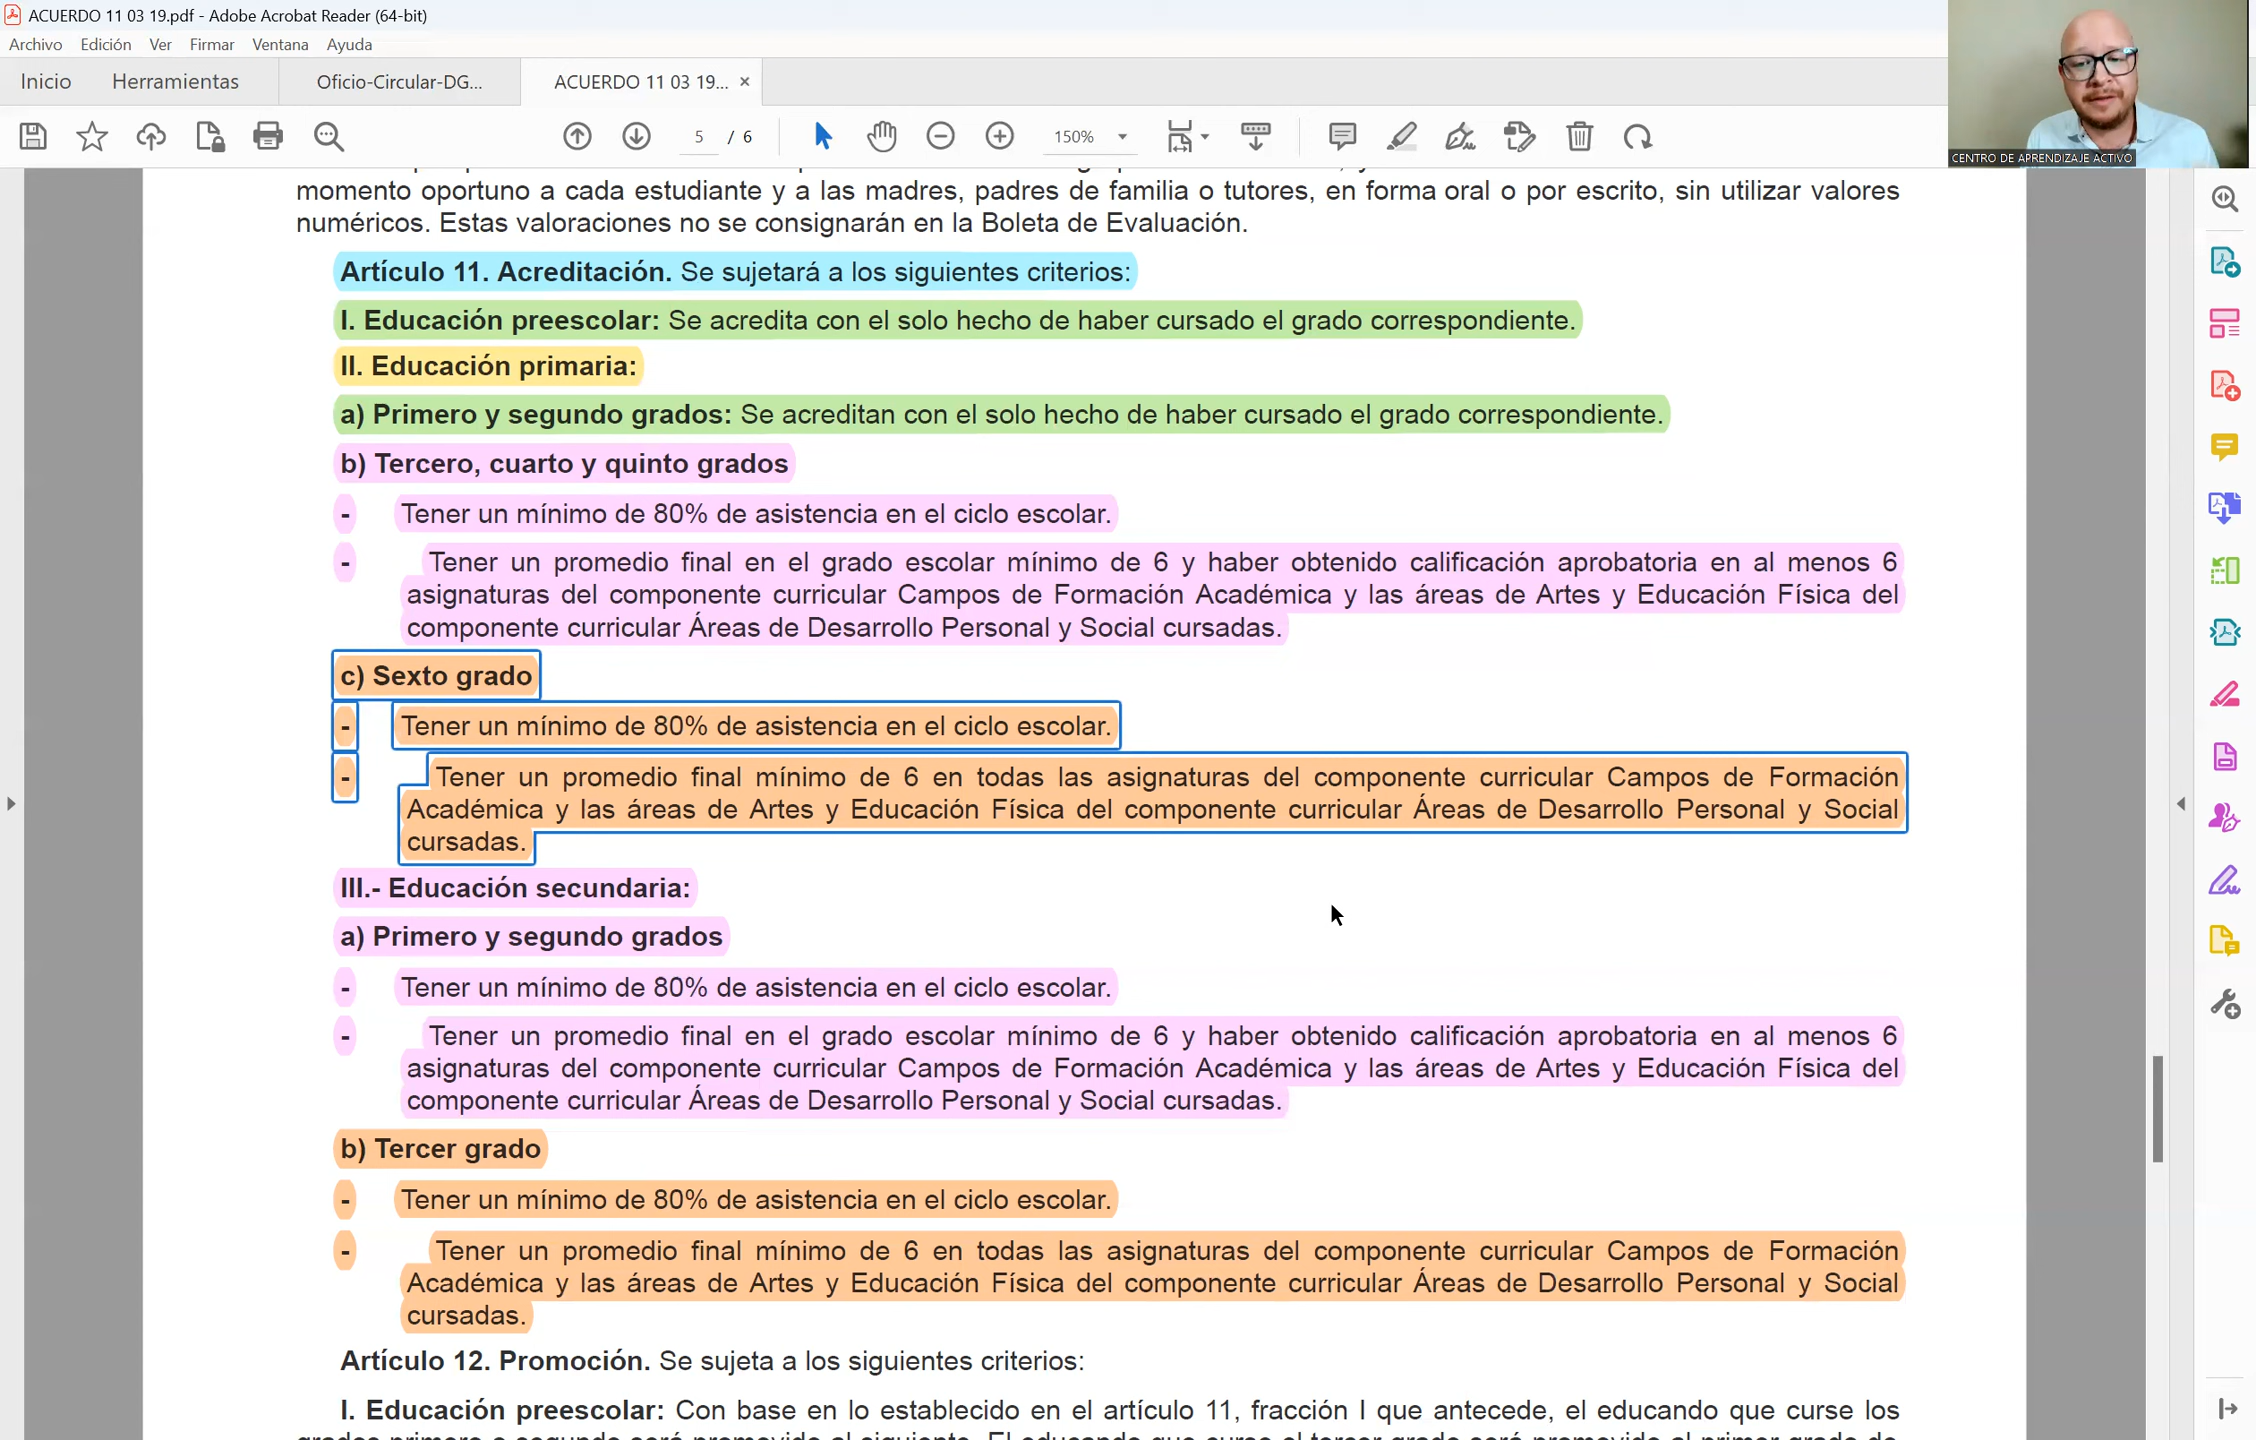 ACUERDO 11 03 19.pdf - Adobe Acrobat Reader (64-bit)
Archivo Edición Ver Firmar Ventana Ayuda
Inicio Herramientas Oficio-Circular-DG... ACUERDO 11 03 19... ×
5 / 6 150%
CENTRO DE APRENDIZAJE ACTIVO
momento oportuno a cada estudiante y a las madres, padres de familia o tutores, en forma oral o por escrito, sin utilizar valores
numéricos. Estas valoraciones no se consignarán en la Boleta de Evaluación.
Artículo 11. Acreditación. Se sujetará a los siguientes criterios:
I. Educación preescolar: Se acredita con el solo hecho de haber cursado el grado correspondiente.
II. Educación primaria:
a) Primero y segundo grados: Se acreditan con el solo hecho de haber cursado el grado correspondiente.
b) Tercero, cuarto y quinto grados
- Tener un mínimo de 80% de asistencia en el ciclo escolar.
- Tener un promedio final en el grado escolar mínimo de 6 y haber obtenido calificación aprobatoria en al menos 6
asignaturas del componente curricular Campos de Formación Académica y las áreas de Artes y Educación Física del
componente curricular Áreas de Desarrollo Personal y Social cursadas.
c) Sexto grado
- Tener un mínimo de 80% de asistencia en el ciclo escolar.
- Tener un promedio final mínimo de 6 en todas las asignaturas del componente curricular Campos de Formación
Académica y las áreas de Artes y Educación Física del componente curricular Áreas de Desarrollo Personal y Social
cursadas.
III.- Educación secundaria:
a) Primero y segundo grados
- Tener un mínimo de 80% de asistencia en el ciclo escolar.
- Tener un promedio final en el grado escolar mínimo de 6 y haber obtenido calificación aprobatoria en al menos 6
asignaturas del componente curricular Campos de Formación Académica y las áreas de Artes y Educación Física del
componente curricular Áreas de Desarrollo Personal y Social cursadas.
b) Tercer grado
- Tener un mínimo de 80% de asistencia en el ciclo escolar.
- Tener un promedio final mínimo de 6 en todas las asignaturas del componente curricular Campos de Formación
Académica y las áreas de Artes y Educación Física del componente curricular Áreas de Desarrollo Personal y Social
cursadas.
Artículo 12. Promoción. Se sujeta a los siguientes criterios:
I. Educación preescolar: Con base en lo establecido en el artículo 11, fracción I que antecede, el educando que curse los